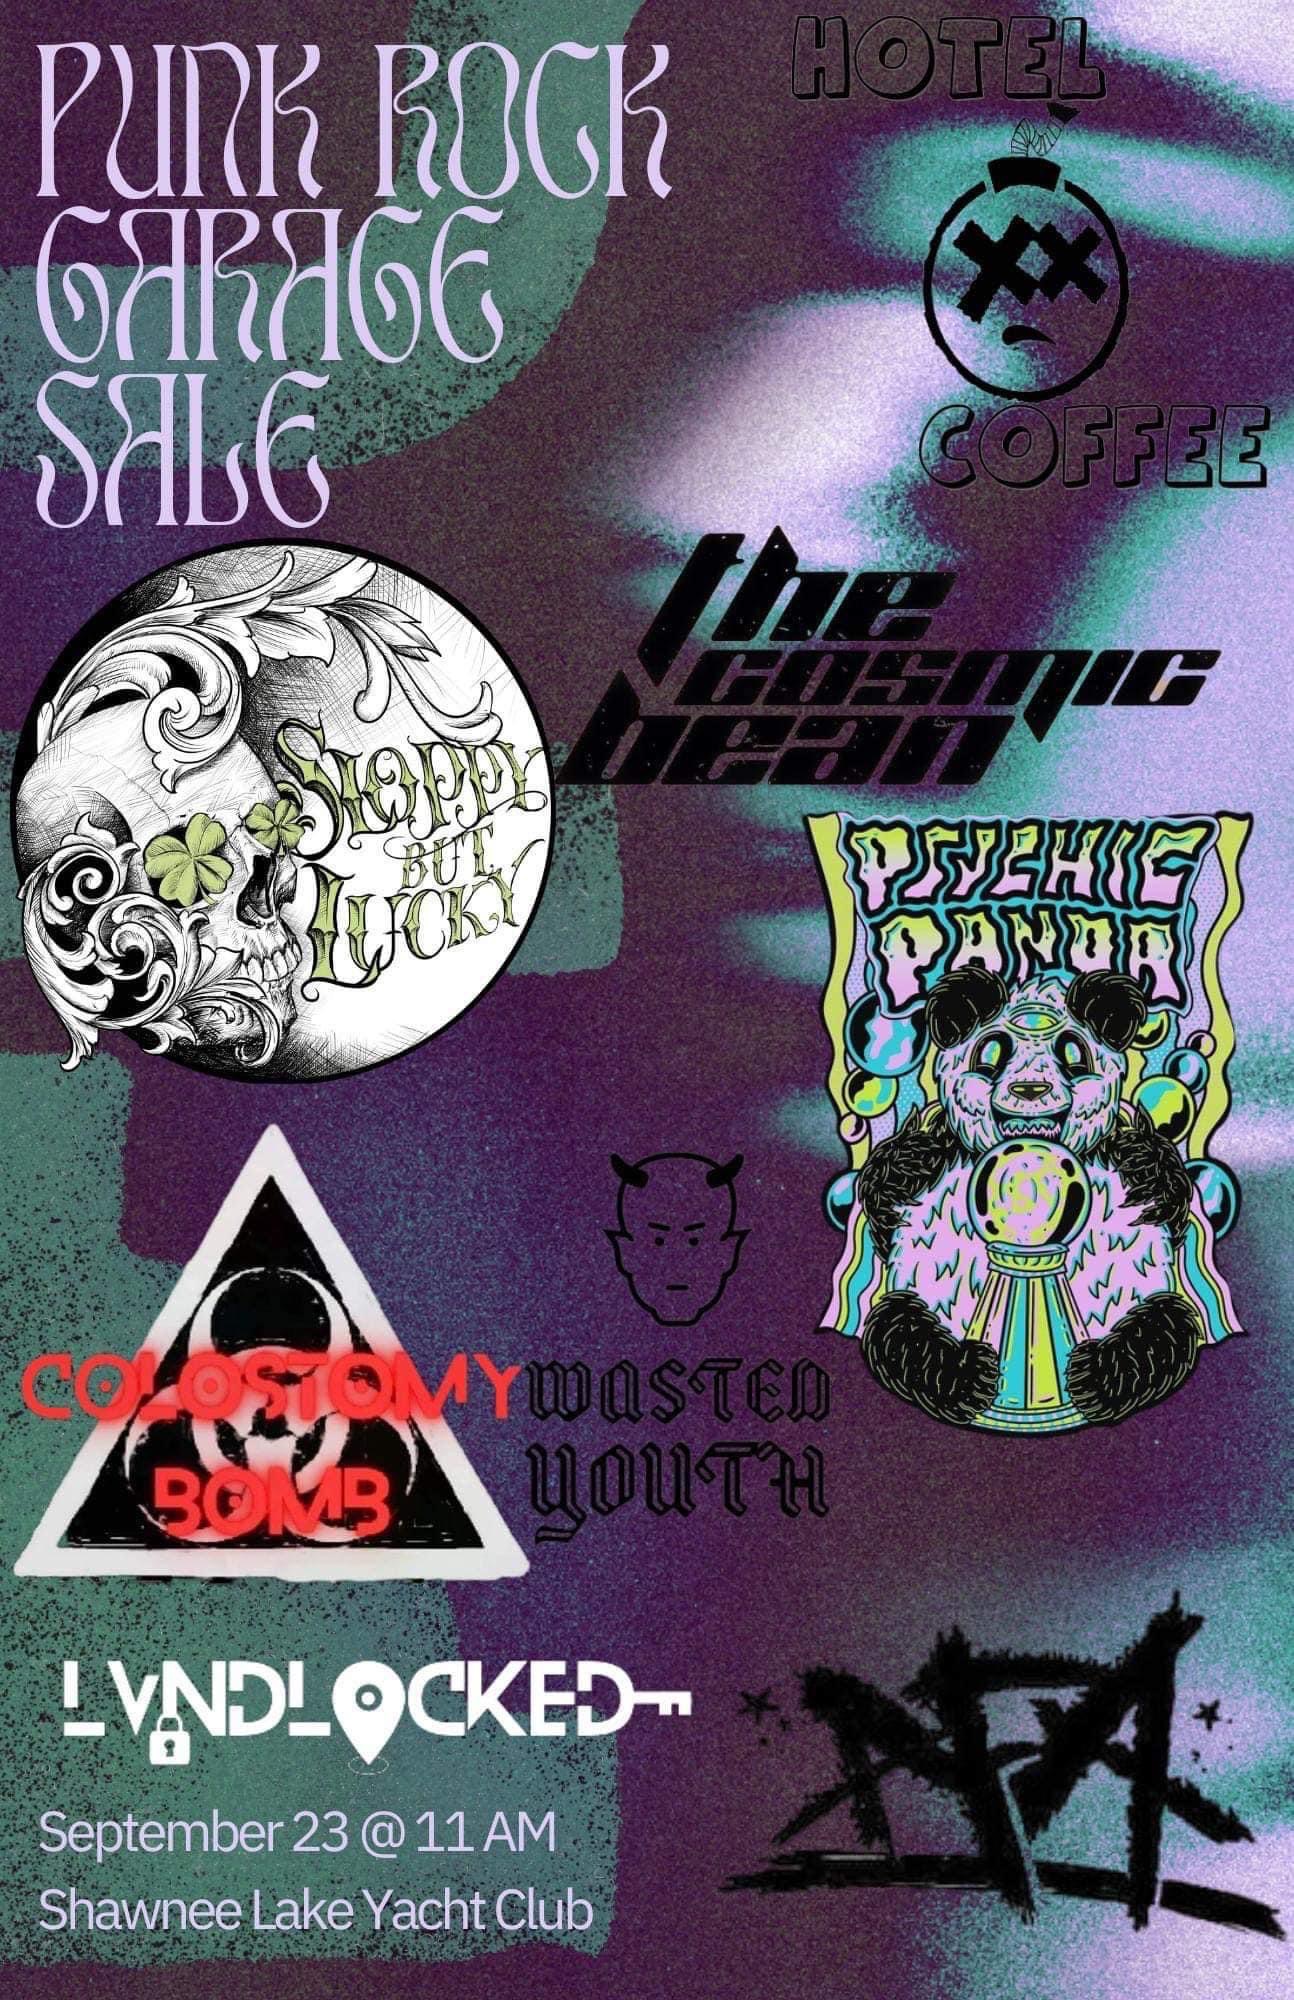 PUNK ROCK
GARAGE
SALE
HOTEL
COFFEE
THE
COSMIC
BEAN
SLOPPY
BUT
LUCKY
PSYCHIC
PANDA
COLOSTOMY
BOMB
WASTED
YOUTH
LVNDLOCKED
AFA
September 23 @ 11 AM
Shawnee Lake Yacht Club